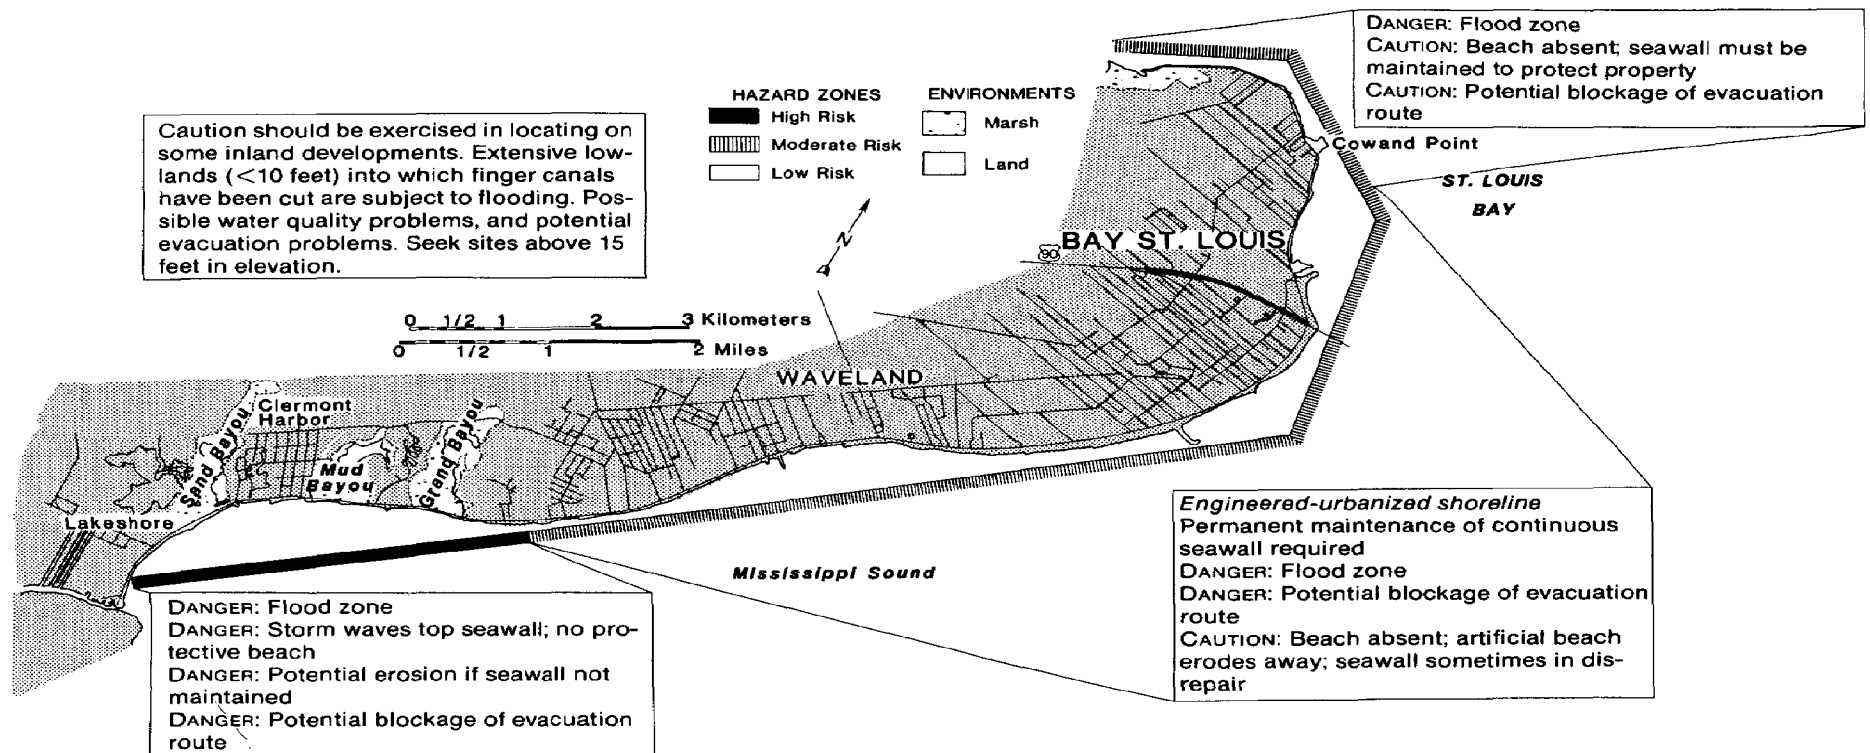 DANGER: Flood zone
CAUTION: Beach absent; seawall must be
maintained to protect property
CAUTION: Potential blockage of evacuation
route
HAZARD ZONES
High Risk
Moderate Risk
Low Risk
ENVIRONMENTS
Marsh
Land
Caution should be exercised in locating on
some inland developments. Extensive low-
lands (<10 feet) into which finger canals
have been cut are subject to flooding. Pos-
sible water quality problems, and potential
evacuation problems. Seek sites above 15
feet in elevation.
Cowand Point
ST. LOUIS
BAY
N
90
BAY ST. LOUIS
0 1/2 1 2 3 Kilometers
0 1/2 1 2 Miles
WAVELAND
Clermont
Harbor
Sand Bayou
Mud
Bayou
Grand Bayou
Lakeshore
Mississippi Sound
Engineered-urbanized shoreline
Permanent maintenance of continuous
seawall required
DANGER: Flood zone
DANGER: Potential blockage of evacuation
route
CAUTION: Beach absent; artificial beach
erodes away; seawall sometimes in dis-
repair
DANGER: Flood zone
DANGER: Storm waves top seawall; no pro-
tective beach
DANGER: Potential erosion if seawall not
maintained
DANGER: Potential blockage of evacuation
route